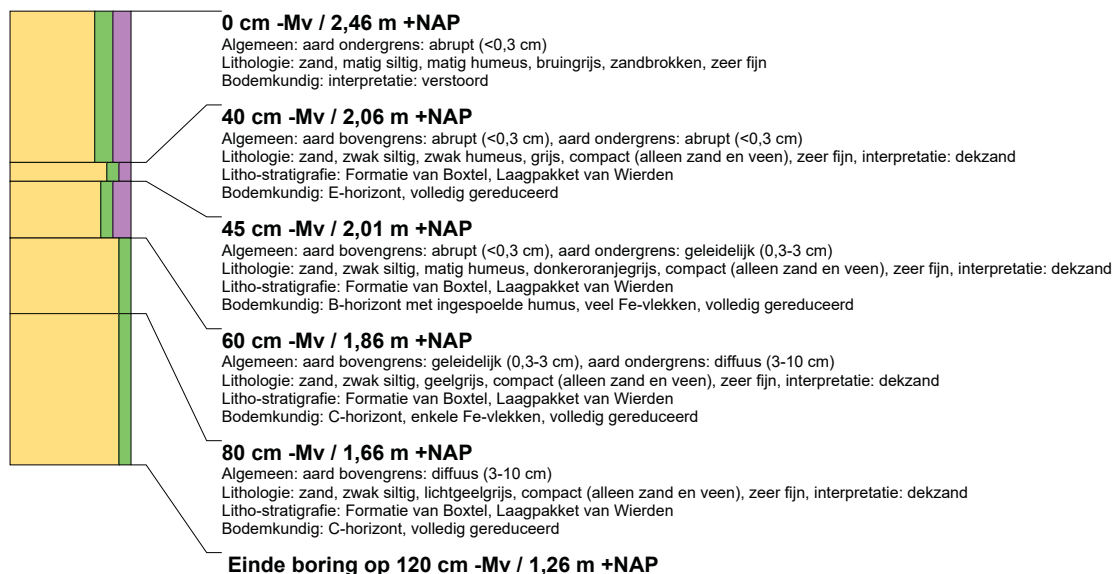 0 cm -Mv / 2,46 m +NAP
Algemeen: aard ondergrens: abrupt (<0,3 cm)
Lithologie: zand, matig siltig, matig humeus, bruingrijs, zandbrokken, zeer fijn
Bodemkundig: interpretatie: verstoord
40 cm -Mv / 2,06 m +NAP
Algemeen: aard bovengrens: abrupt (<0,3 cm), aard ondergrens: abrupt (<0,3 cm)
Lithologie: zand, zwak siltig, zwak humeus, grijs, compact (alleen zand en veen), zeer fijn, interpretatie: dekzand
Litho-stratigrafie: Formatie van Boxtel, Laagpakket van Wierden
Bodemkundig: E-horizont, volledig gereduceerd
45 cm -Mv / 2,01 m +NAP
Algemeen: aard bovengrens: abrupt (<0,3 cm), aard ondergrens: geleidelijk (0,3-3 cm)
Lithologie: zand, zwak siltig, matig humeus, donkeroranjegrijs, compact (alleen zand en veen), zeer fijn, interpretatie: dekzand
Litho-stratigrafie: Formatie van Boxtel, Laagpakket van Wierden
Bodemkundig: B-horizont met ingespoelde humus, veel Fe-vlekken, volledig gereduceerd
60 cm -Mv / 1,86 m +NAP
Algemeen: aard bovengrens: geleidelijk (0,3-3 cm), aard ondergrens: diffuus (3-10 cm)
Lithologie: zand, zwak siltig, geelgrijs, compact (alleen zand en veen), zeer fijn, interpretatie: dekzand
Litho-stratigrafie: Formatie van Boxtel, Laagpakket van Wierden
Bodemkundig: C-horizont, enkele Fe-vlekken, volledig gereduceerd
80 cm -Mv / 1,66 m +NAP
Algemeen: aard bovengrens: diffuus (3-10 cm)
Lithologie: zand, zwak siltig, lichtgeelgrijs, compact (alleen zand en veen), zeer fijn, interpretatie: dekzand
Litho-stratigrafie: Formatie van Boxtel, Laagpakket van Wierden
Bodemkundig: C-horizont, volledig gereduceerd
Einde boring op 120 cm -Mv / 1,26 m +NAP